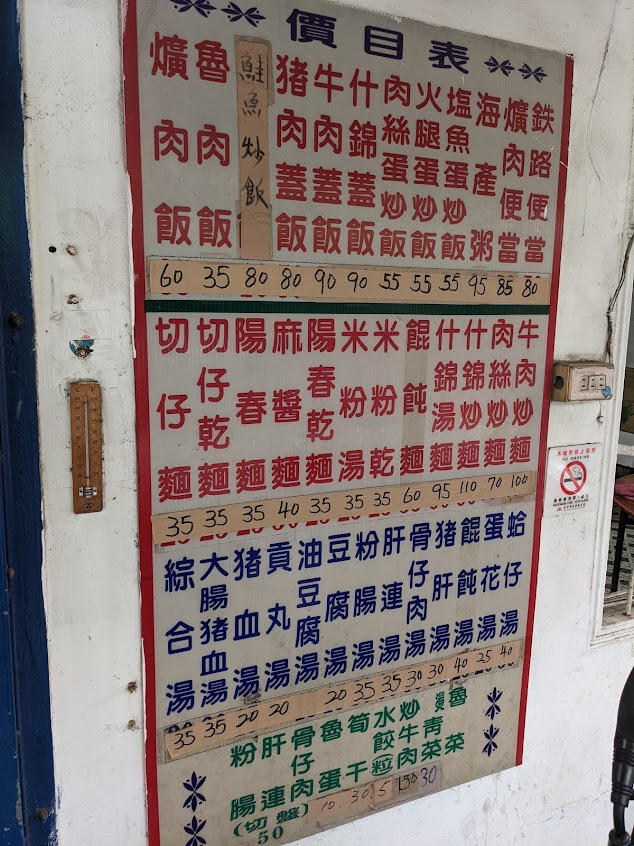 價目表
爌肉飯
魯肉飯
鮭魚炒飯
猪肉蓋飯
牛肉蓋飯
什錦蓋飯
肉絲蛋炒飯
火腿蛋炒飯
塩魚蛋炒飯
海產粥
爌肉便當
鉄路便當
60 35 80 80 90 90 55 55 55 95 85 80
切仔麵
切仔乾麵
陽春麵
麻醬麵
陽春乾麵
米粉湯
米粉乾
餛飩麵
什錦湯麵
什錦炒麵
肉絲炒麵
牛肉炒麵
35 35 35 40 35 35 35 60 95 110 70 100
綜合湯
大腸猪血湯
猪血湯
貢丸湯
油豆腐湯
豆腐湯
粉腸湯
肝連湯
骨仔肉湯
猪肝湯
餛飩湯
蛋花湯
蛤仔湯
35 35 20 20 20 35 35 30 30 40 25 40
粉腸
肝連
骨仔肉
(切盤)
50
魯蛋
筍干
水餃粒
炒牛肉
燙青菜
魯菜
10. 30. 5 150 30
本場所禁止吸菸
NO SMOKING